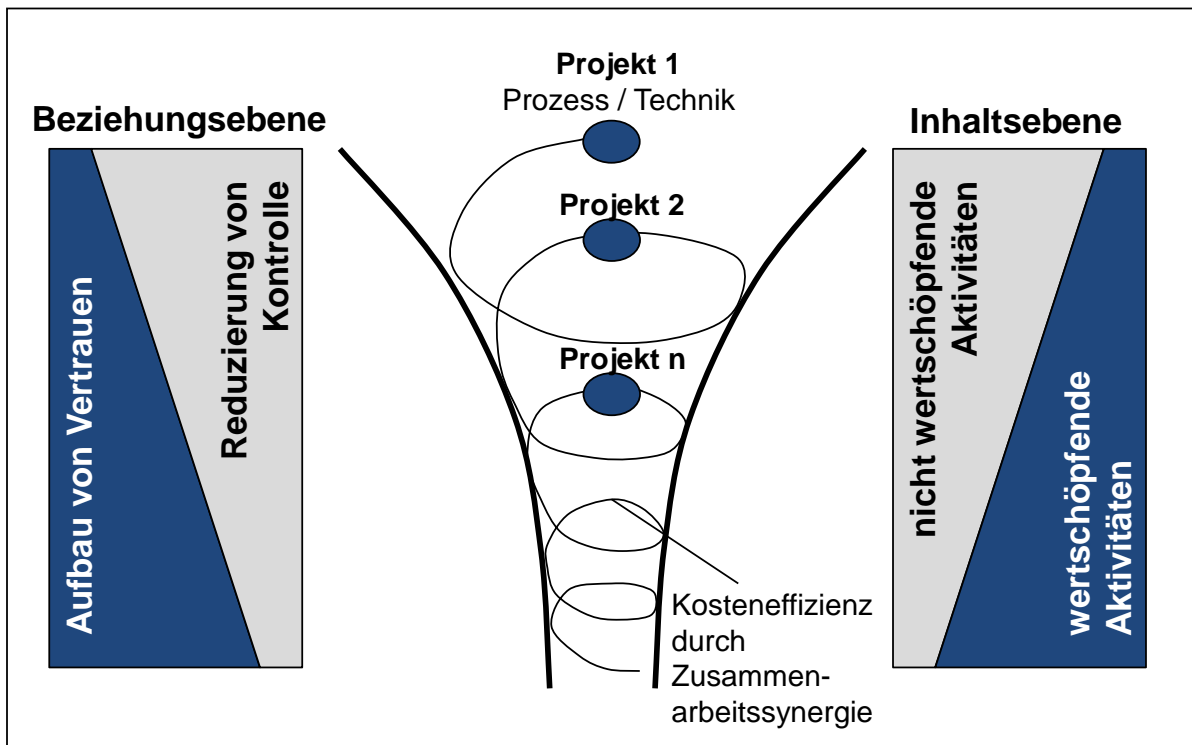 Projekt 1
Prozess / Technik
Beziehungsebene
Inhaltsebene
Aufbau von Vertrauen
Reduzierung von
Kontrolle
Projekt 2
Projekt n
nicht wertschöpfende
Aktivitäten
wertschöpfende
Aktivitäten
Kosteneffizienz
durch
Zusammen-
arbeitssynergie